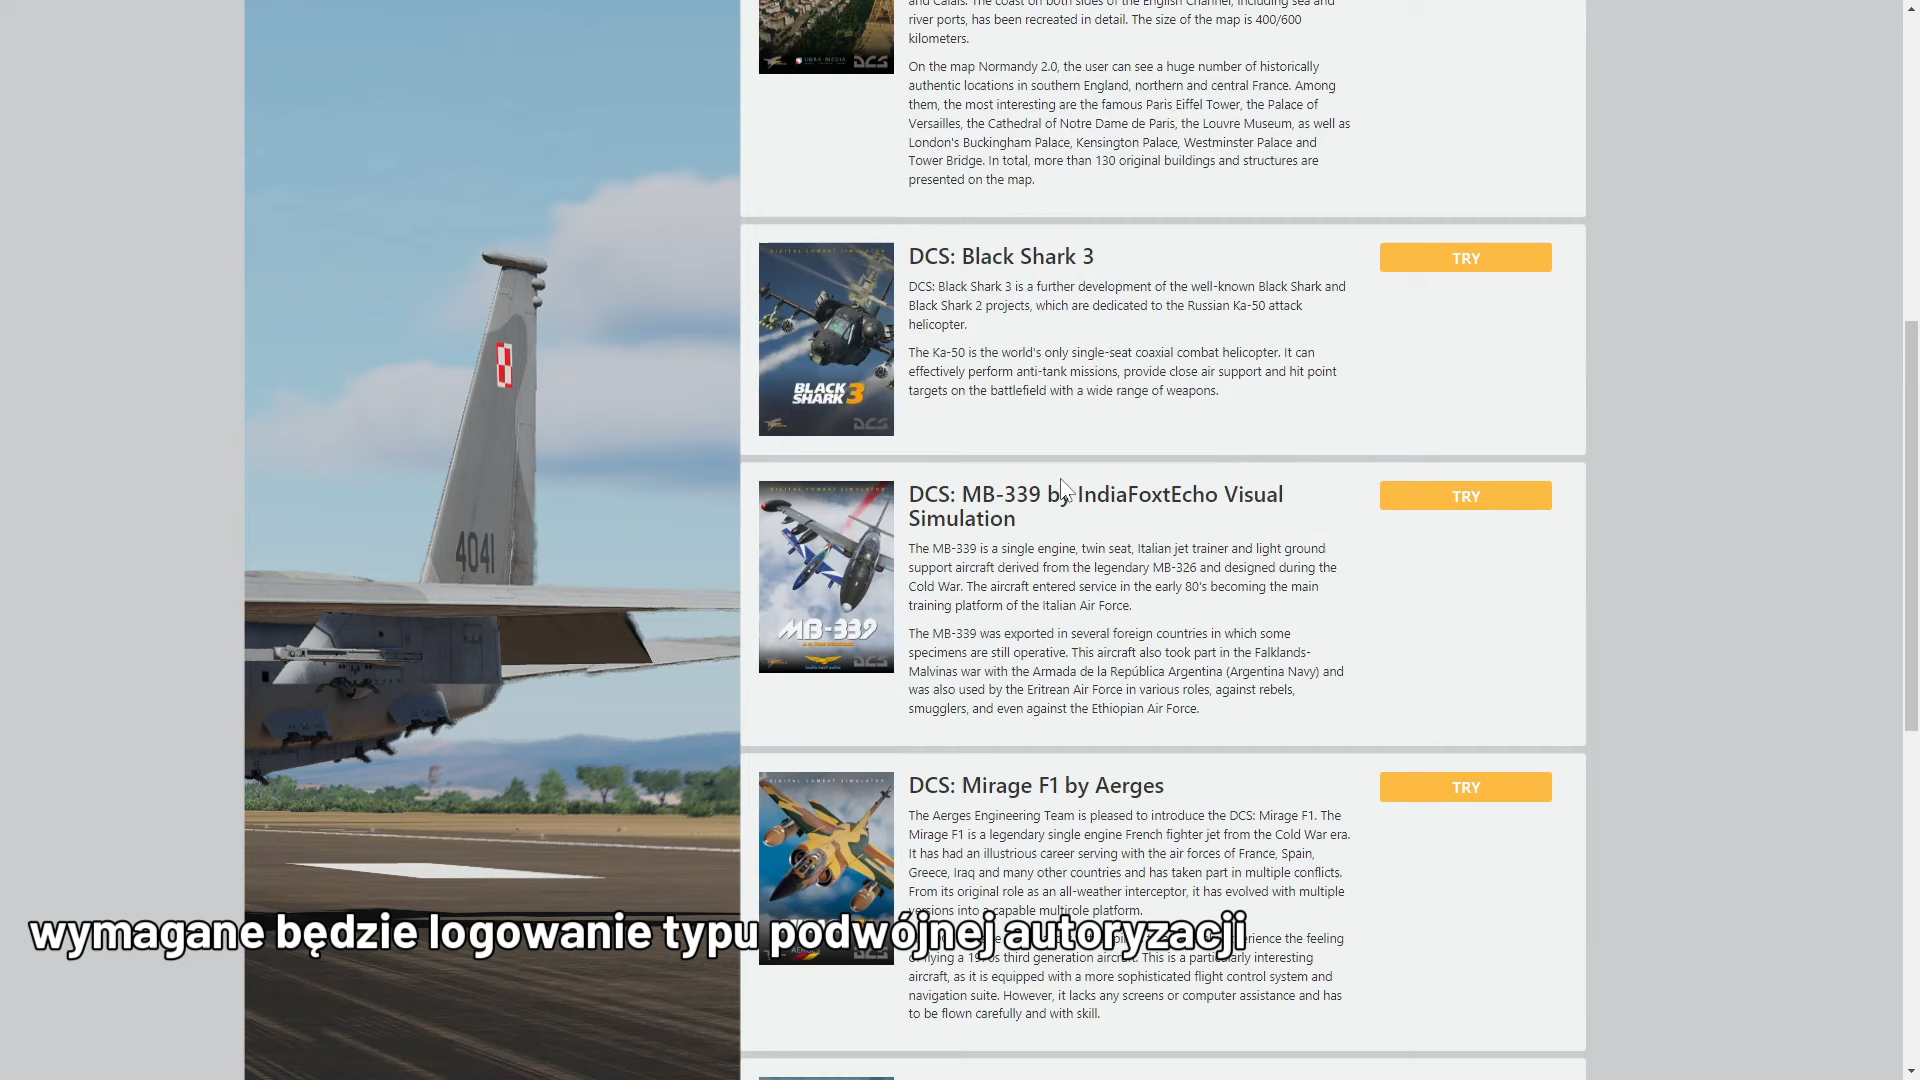 river ports, has been recreated in detail. The size of the map is 400/600
kilometers.
On the map Normandy 2.0, the user can see a huge number of historically
authentic locations in southern England, northern and central France. Among
them, the most interesting are the famous Paris Eiffel Tower, the Palace of
Versailles, the Cathedral of Notre Dame de Paris, the Louvre Museum, as well as
London's Buckingham Palace, Kensington Palace, Westminster Palace and
Tower Bridge. In total, more than 130 original buildings and structures are
presented on the map.
DCS
DIGITAL COMBAT SIMULATOR
BLACK
SHARK 3
DCS
DCS: Black Shark 3
TRY
DCS: Black Shark 3 is a further development of the well-known Black Shark and
Black Shark 2 projects, which are dedicated to the Russian Ka-50 attack
helicopter.
The Ka-50 is the world's only single-seat coaxial combat helicopter. It can
effectively perform anti-tank missions, provide close air support and hit point
targets on the battlefield with a wide range of weapons.
4041
DIGITAL COMBAT SIMULATOR
MB-339
DCS
DCS: MB-339 by IndiaFoxtEcho Visual
Simulation
TRY
The MB-339 is a single engine, twin seat, Italian jet trainer and light ground
support aircraft derived from the legendary MB-326 and designed during the
Cold War. The aircraft entered service in the early 80's becoming the main
training platform of the Italian Air Force.
The MB-339 was exported in several foreign countries in which some
specimens are still operative. This aircraft also took part in the Falklands-
Malvinas war with the Armada de la República Argentina (Argentina Navy) and
was also used by the Eritrean Air Force in various roles, against rebels,
smugglers, and even against the Ethiopian Air Force.
DIGITAL COMBAT SIMULATOR
DCS: Mirage F1 by Aerges
TRY
The Aerges Engineering Team is pleased to introduce the DCS: Mirage F1. The
Mirage F1 is a legendary single engine French fighter jet from the Cold War era.
It has had an illustrious career serving with the air forces of France, Spain,
Greece, Iraq and many other countries and has taken part in multiple conflicts.
From its original role as an all-weather interceptor, it has evolved with multiple
versions into a capable multirole platform.
wymagane będzie logowanie typu podwójnej autoryzacji
experience the feeling
of flying a 1970s third generation aircraft. This is a particularly interesting
aircraft, as it is equipped with a more sophisticated flight control system and
navigation suite. However, it lacks any screens or computer assistance and has
to be flown carefully and with skill.